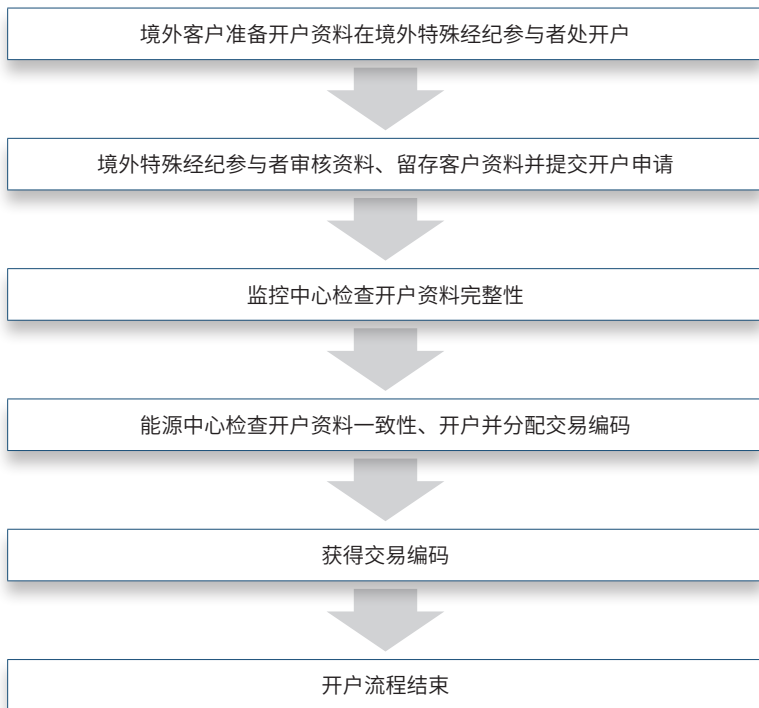 境外客户准备开户资料在境外特殊经纪参与者处开户
境外特殊经纪参与者审核资料、留存客户资料并提交开户申请
监控中心检查开户资料完整性
能源中心检查开户资料一致性、开户并分配交易编码
获得交易编码
开户流程结束